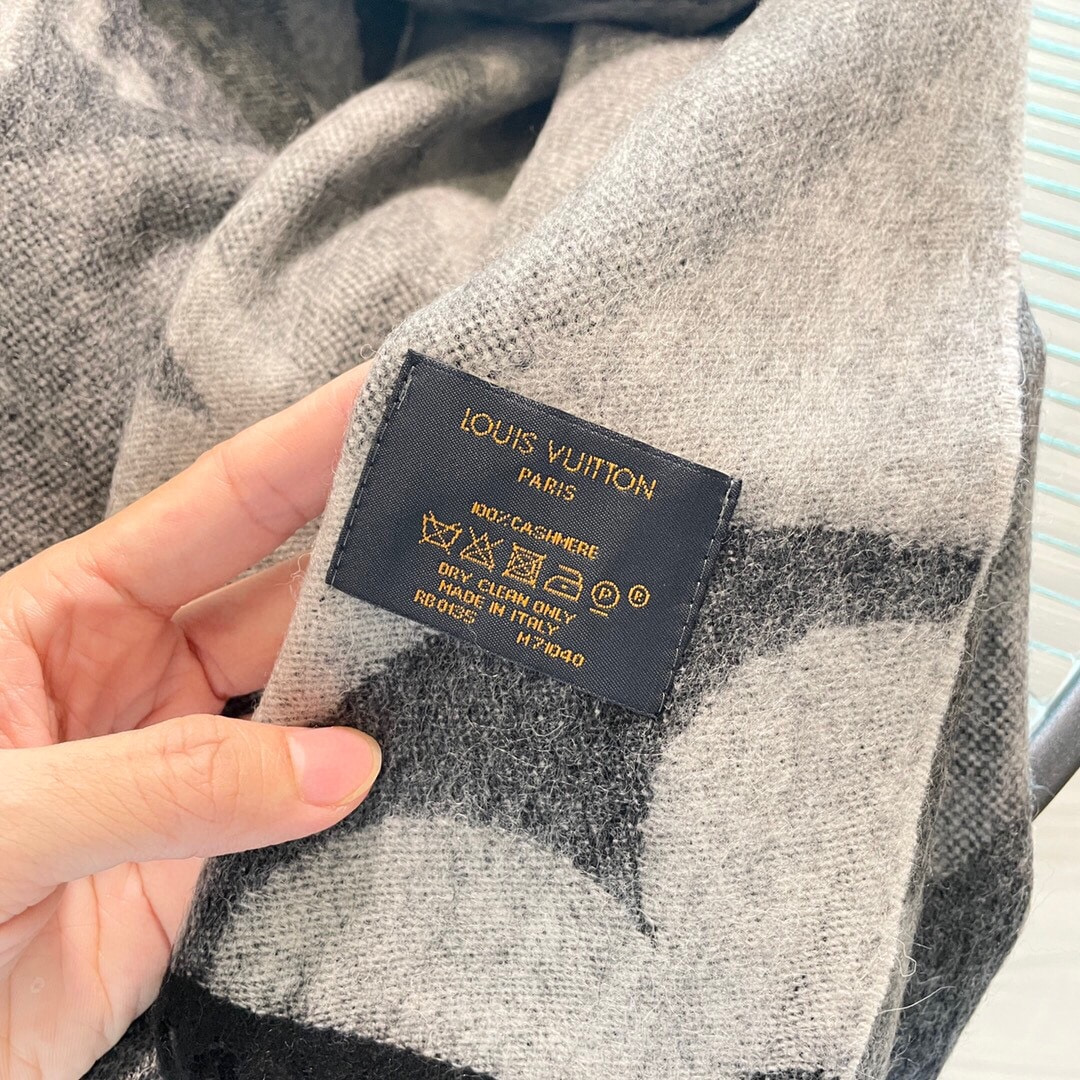 LOUIS VUITTON
PARIS
100% CASHMERE
P ®
DRY CLEAN ONLY
MADE IN ITALY
RB0135 M71040